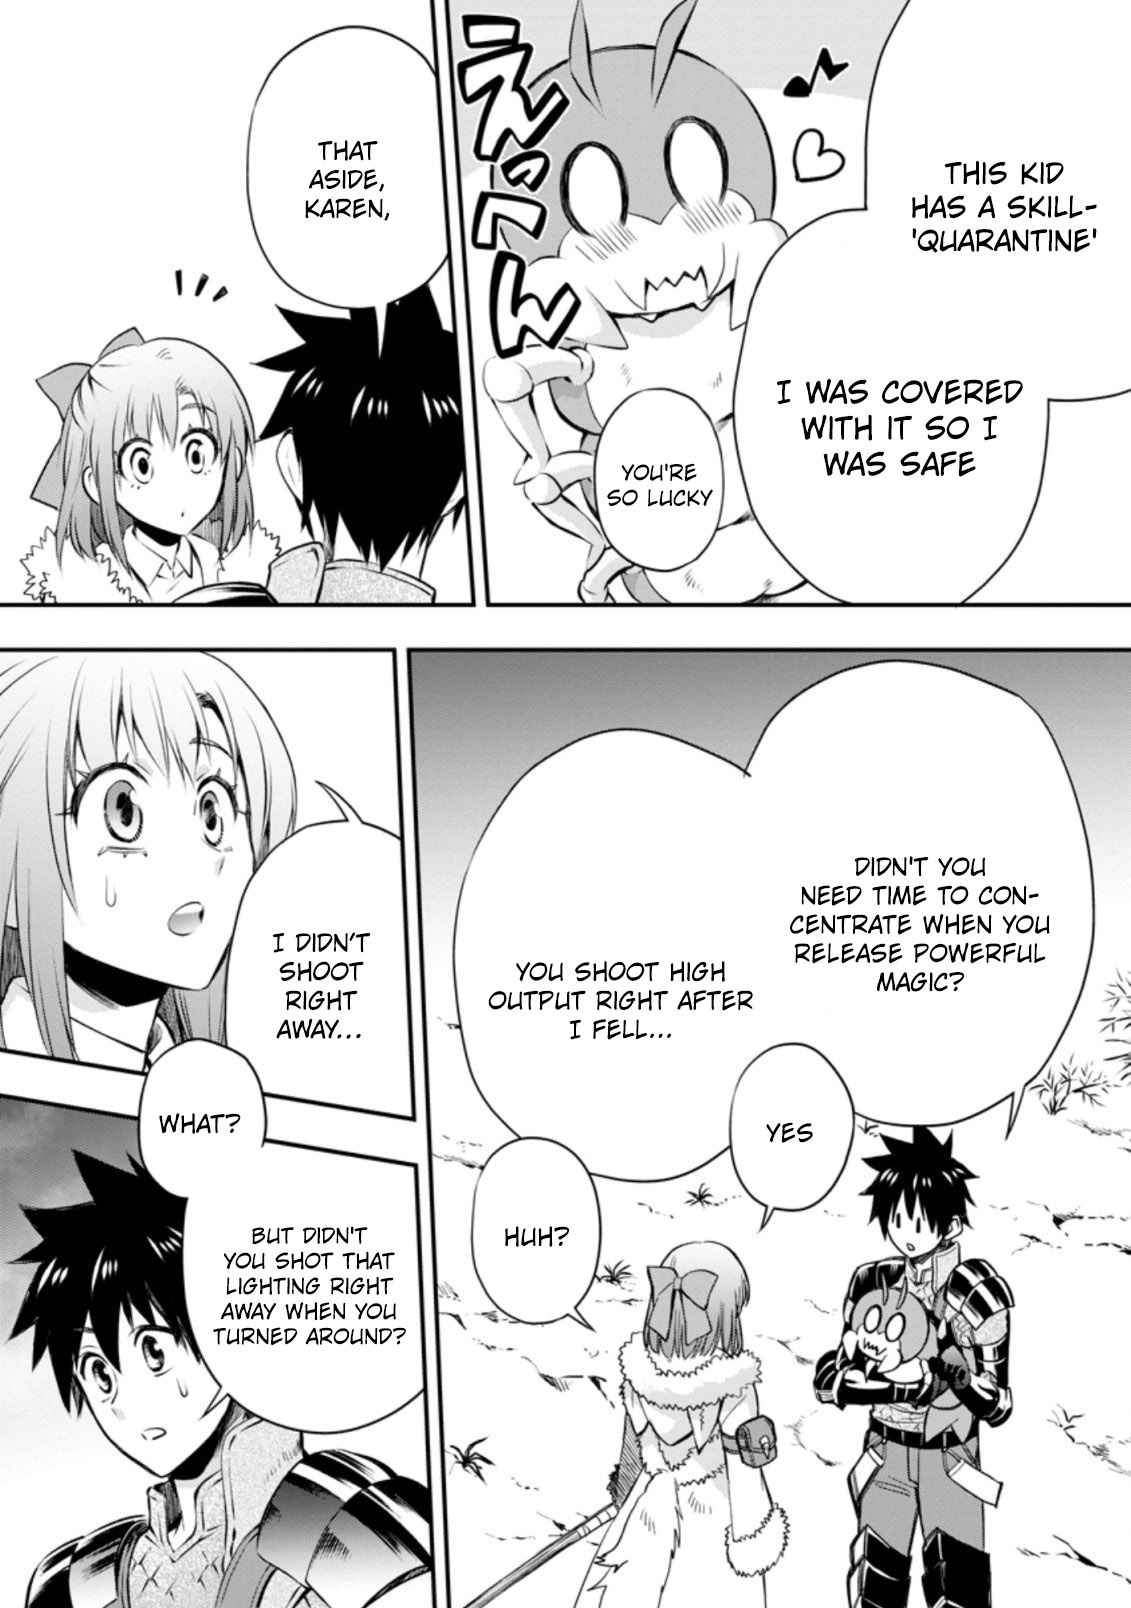 THIS KID
HAS A SKILL-
'QUARANTINE'
I WAS COVERED
WITH IT SO I
WAS SAFE
YOU'RE
SO LUCKY
えっへん
THAT
ASIDE,
KAREN,
DIDN'T YOU
NEED TIME TO CON-
CENTRATE WHEN YOU
RELEASE POWERFUL
MAGIC?
YES
YOU SHOOT HIGH
OUTPUT RIGHT AFTER
I FELL...
HUH?
I DIDN'T
SHOOT
RIGHT
AWAY...
WHAT?
BUT DIDN'T
YOU SHOT THAT
LIGHTING RIGHT
AWAY WHEN YOU
TURNED AROUND?